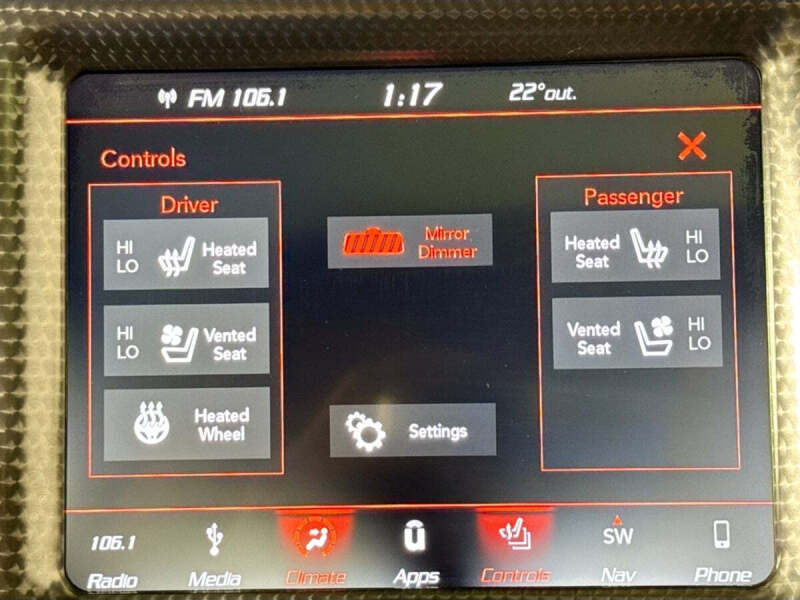 FM 106.1 1:17 22°out.
Controls
Driver
HI
LO
Heated
Seat
HI
LO
Vented
Seat
Heated
Wheel
Mirror
Dimmer
Settings
Passenger
Heated
Seat
HI
LO
Vented
Seat
HI
LO
106.1 SW
Radio Media Climate Apps Controls Nav Phone